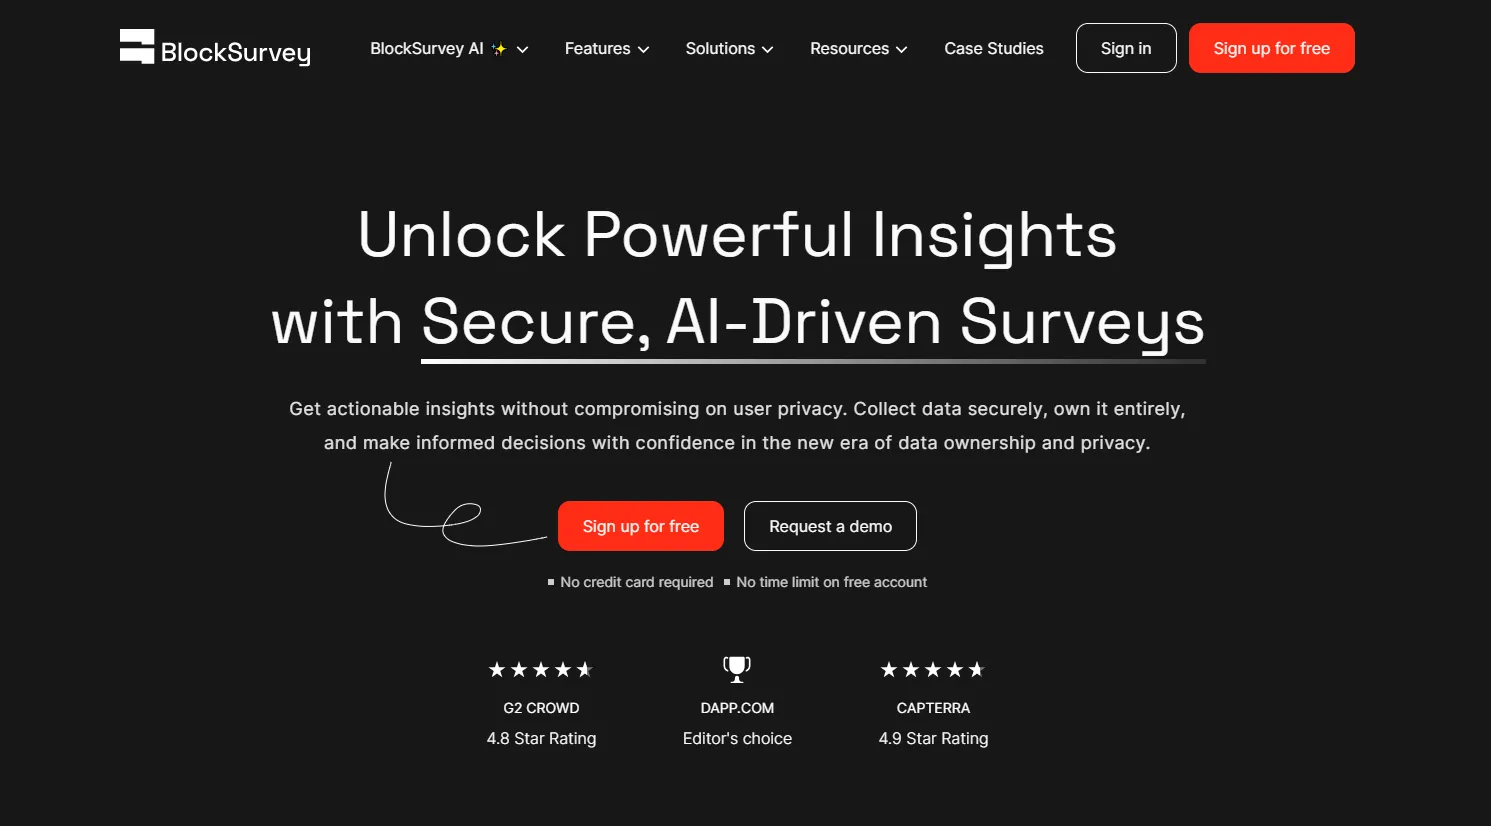 BlockSurvey
BlockSurvey AI
Features
Solutions
Resources
Case Studies
Sign in
Sign up for free
Unlock Powerful Insights
with Secure, AI-Driven Surveys
Get actionable insights without compromising on user privacy. Collect data securely, own it entirely,
and make informed decisions with confidence in the new era of data ownership and privacy.
Sign up for free
Request a demo
No credit card required
No time limit on free account
G2 CROWD
4.8 Star Rating
DAPP.COM
Editor's choice
CAPTERRA
4.9 Star Rating